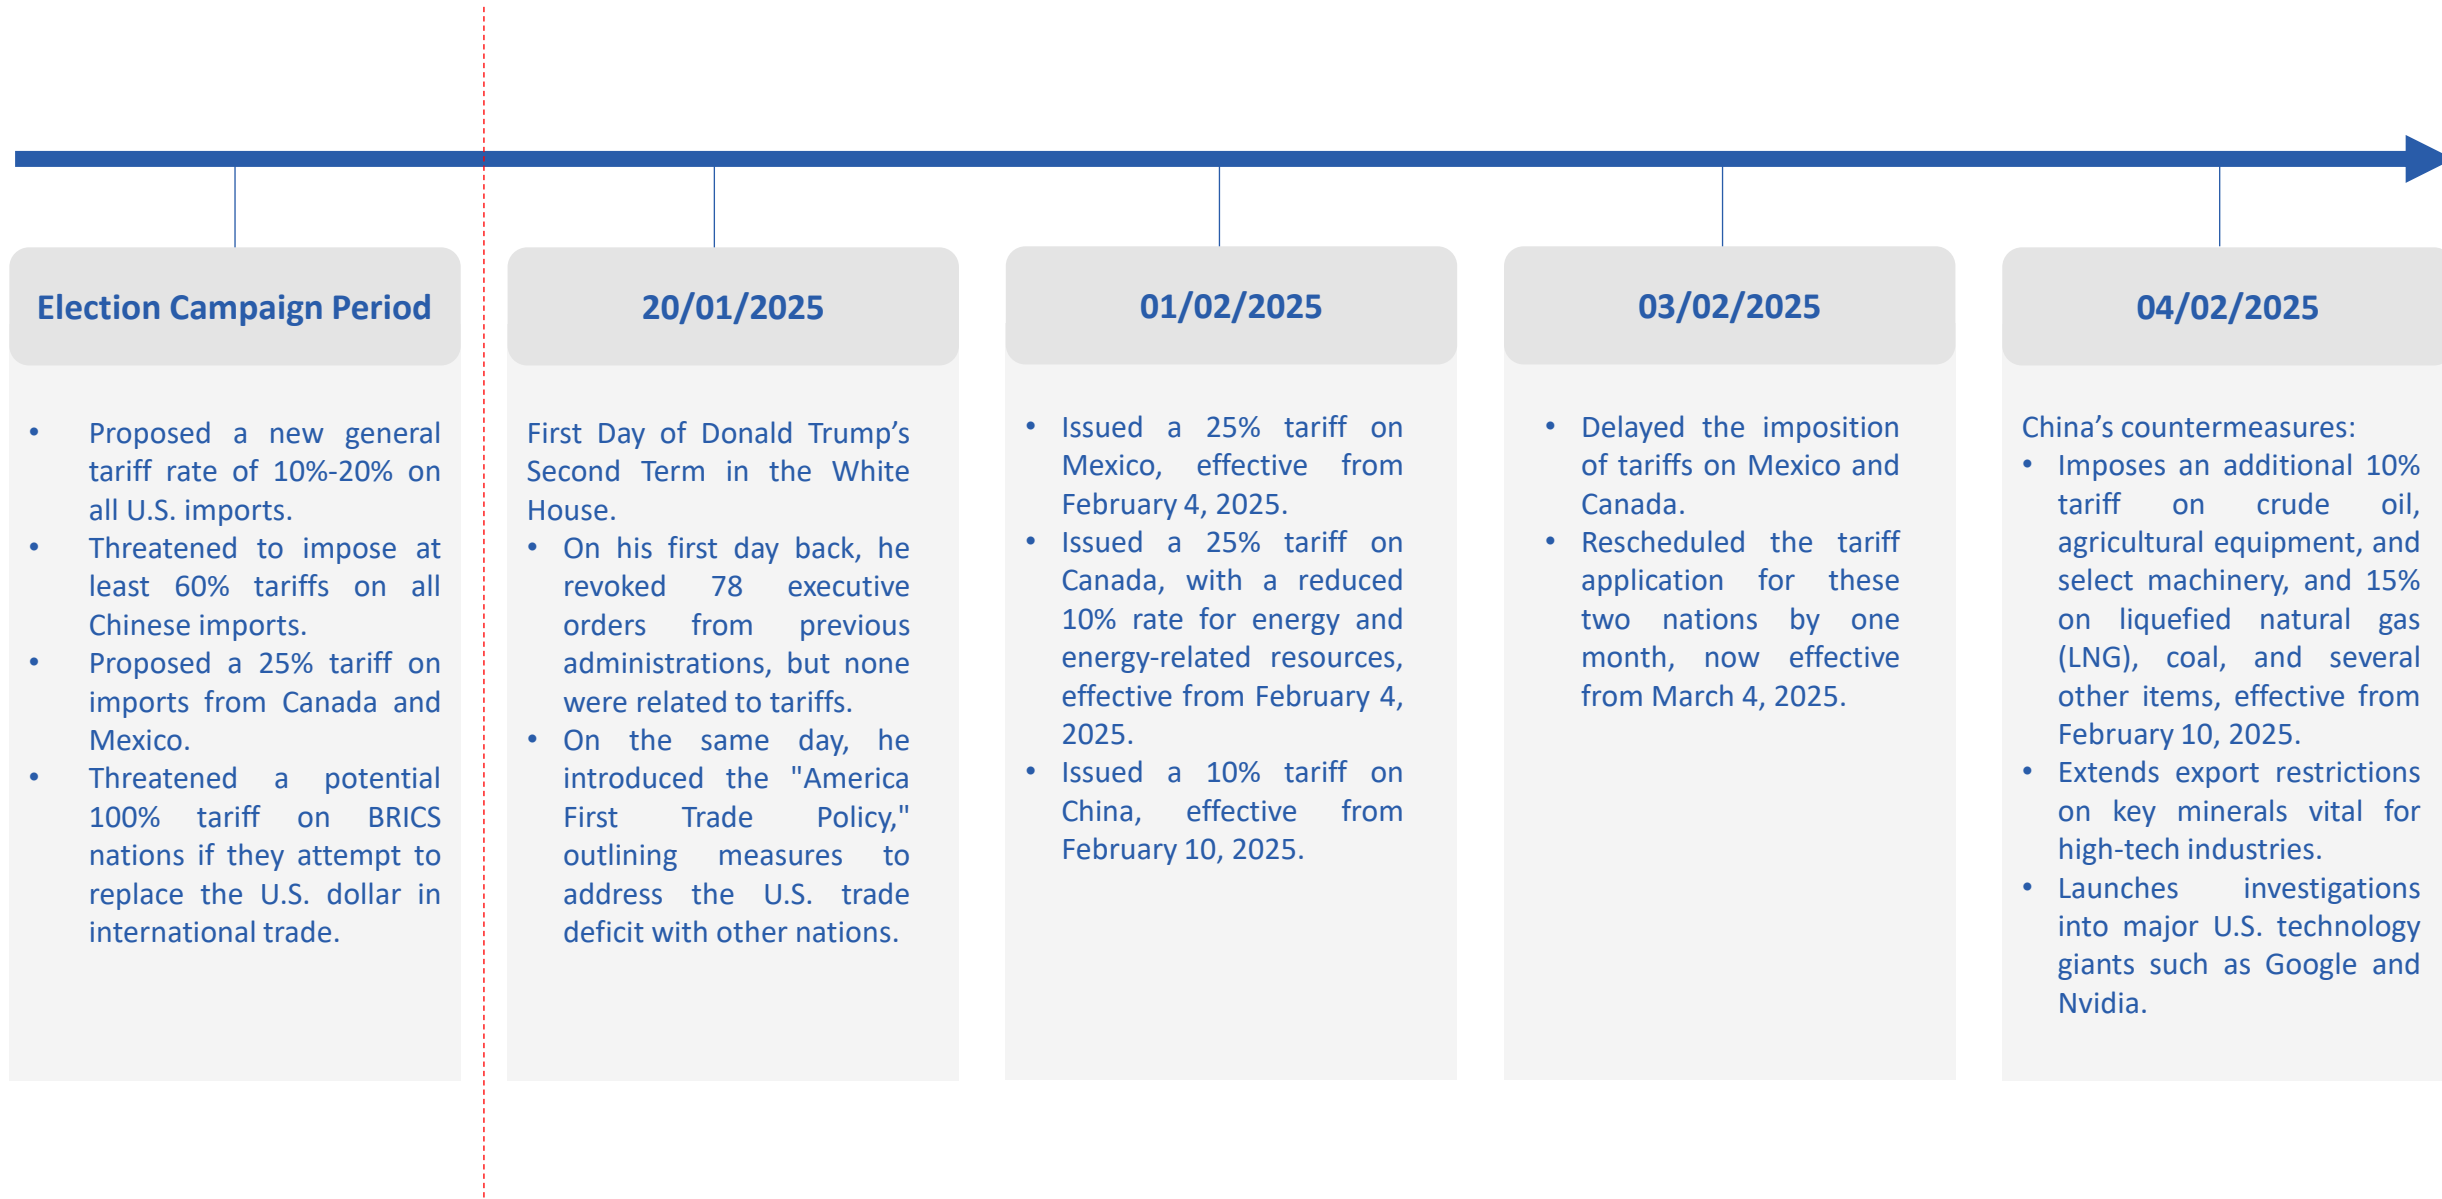 Election Campaign Period
• Proposed a new general
tariff rate of 10%-20% on
all U.S. imports.
• Threatened to impose at
least 60% tariffs on all
Chinese imports.
• Proposed a 25% tariff on
imports from Canada and
Mexico.
• Threatened a potential
100% tariff on BRICS
nations if they attempt to
replace the U.S. dollar in
international trade.
20/01/2025
First Day of Donald Trump’s
Second Term in the White
House.
• On his first day back, he
revoked 78 executive
orders from previous
administrations, but none
were related to tariffs.
• On the same day, he
introduced the "America
First Trade Policy,"
outlining measures to
address the U.S. trade
deficit with other nations.
01/02/2025
• Issued a 25% tariff on
Mexico, effective from
February 4, 2025.
• Issued a 25% tariff on
Canada, with a reduced
10% rate for energy and
energy-related resources,
effective from February 4,
2025.
• Issued a 10% tariff on
China, effective from
February 10, 2025.
03/02/2025
• Delayed the imposition
of tariffs on Mexico and
Canada.
• Rescheduled the tariff
application for these
two nations by one
month, now effective
from March 4, 2025.
04/02/2025
China’s countermeasures:
• Imposes an additional 10%
tariff on crude oil,
agricultural equipment, and
select machinery, and 15%
on liquefied natural gas
(LNG), coal, and several
other items, effective from
February 10, 2025.
• Extends export restrictions
on key minerals vital for
high-tech industries.
• Launches investigations
into major U.S. technology
giants such as Google and
Nvidia.